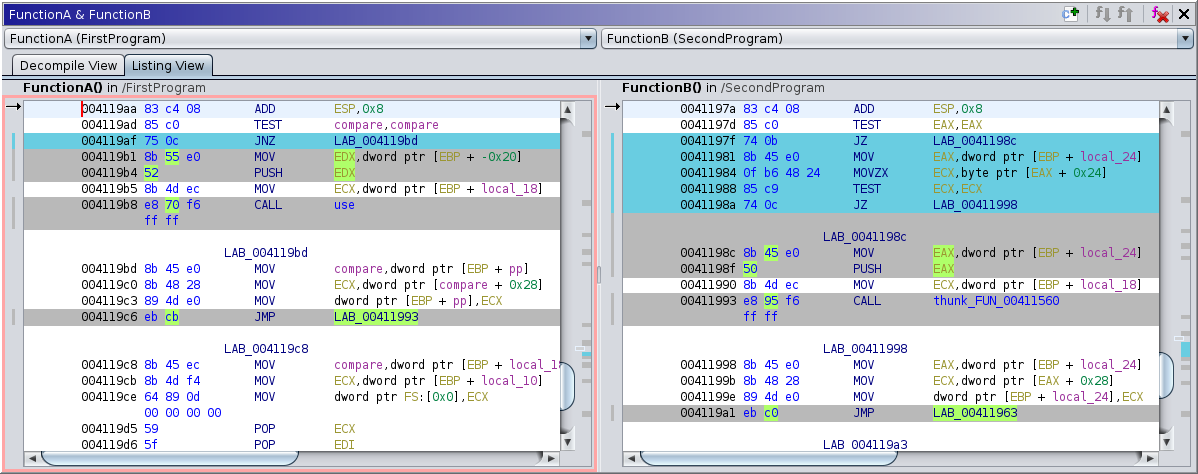 FunctionA & FunctionB
FunctionA (FirstProgram)
FunctionB (SecondProgram)
Decompile View
Listing View
FunctionA() in /FirstProgram
004119aa 83 c4 08 ADD ESP,0x8
004119ad 85 c0 TEST compare,compare
004119af 75 0c JNZ LAB_004119bd
004119b1 8b 55 e0 MOV EDX,dword ptr [EBP + -0x20]
004119b4 52 PUSH EDX
004119b5 8b 4d ec MOV ECX,dword ptr [EBP + local_18]
004119b8 e8 70 f6 CALL use
ff ff
LAB_004119bd
004119bd 8b 45 e0 MOV compare,dword ptr [EBP + pp]
004119c0 8b 48 28 MOV ECX,dword ptr [compare + 0x28]
004119c3 89 4d e0 MOV dword ptr [EBP + pp],ECX
004119c6 eb cb JMP LAB_00411993
LAB_004119c8
004119c8 8b 45 ec MOV compare,dword ptr [EBP + local_1
004119cb 8b 4d f4 MOV ECX,dword ptr [EBP + local_10]
004119ce 64 89 0d MOV dword ptr FS:[0x0],ECX
00 00 00 00
004119d5 59 POP ECX
004119d6 5f POP EDI
FunctionB() in /SecondProgram
0041197a 83 c4 08 ADD ESP,0x8
0041197d 85 c0 TEST EAX,EAX
0041197f 74 0b JZ LAB_0041198c
00411981 8b 45 e0 MOV EAX,dword ptr [EBP + local_24]
00411984 0f b6 48 24 MOVZX ECX,byte ptr [EAX + 0x24]
00411988 85 c9 TEST ECX,ECX
0041198a 74 0c JZ LAB_00411998
LAB_0041198c
0041198c 8b 45 e0 MOV EAX,dword ptr [EBP + local_24]
0041198f 50 PUSH EAX
00411990 8b 4d ec MOV ECX,dword ptr [EBP + local_18]
00411993 e8 95 f6 CALL thunk_FUN_00411560
ff ff
LAB_00411998
00411998 8b 45 e0 MOV EAX,dword ptr [EBP + local_24]
0041199b 8b 48 28 MOV ECX,dword ptr [EAX + 0x28]
0041199e 89 4d e0 MOV dword ptr [EBP + local_24],ECX
004119a1 eb c0 JMP LAB_00411963
LAB_004119a3